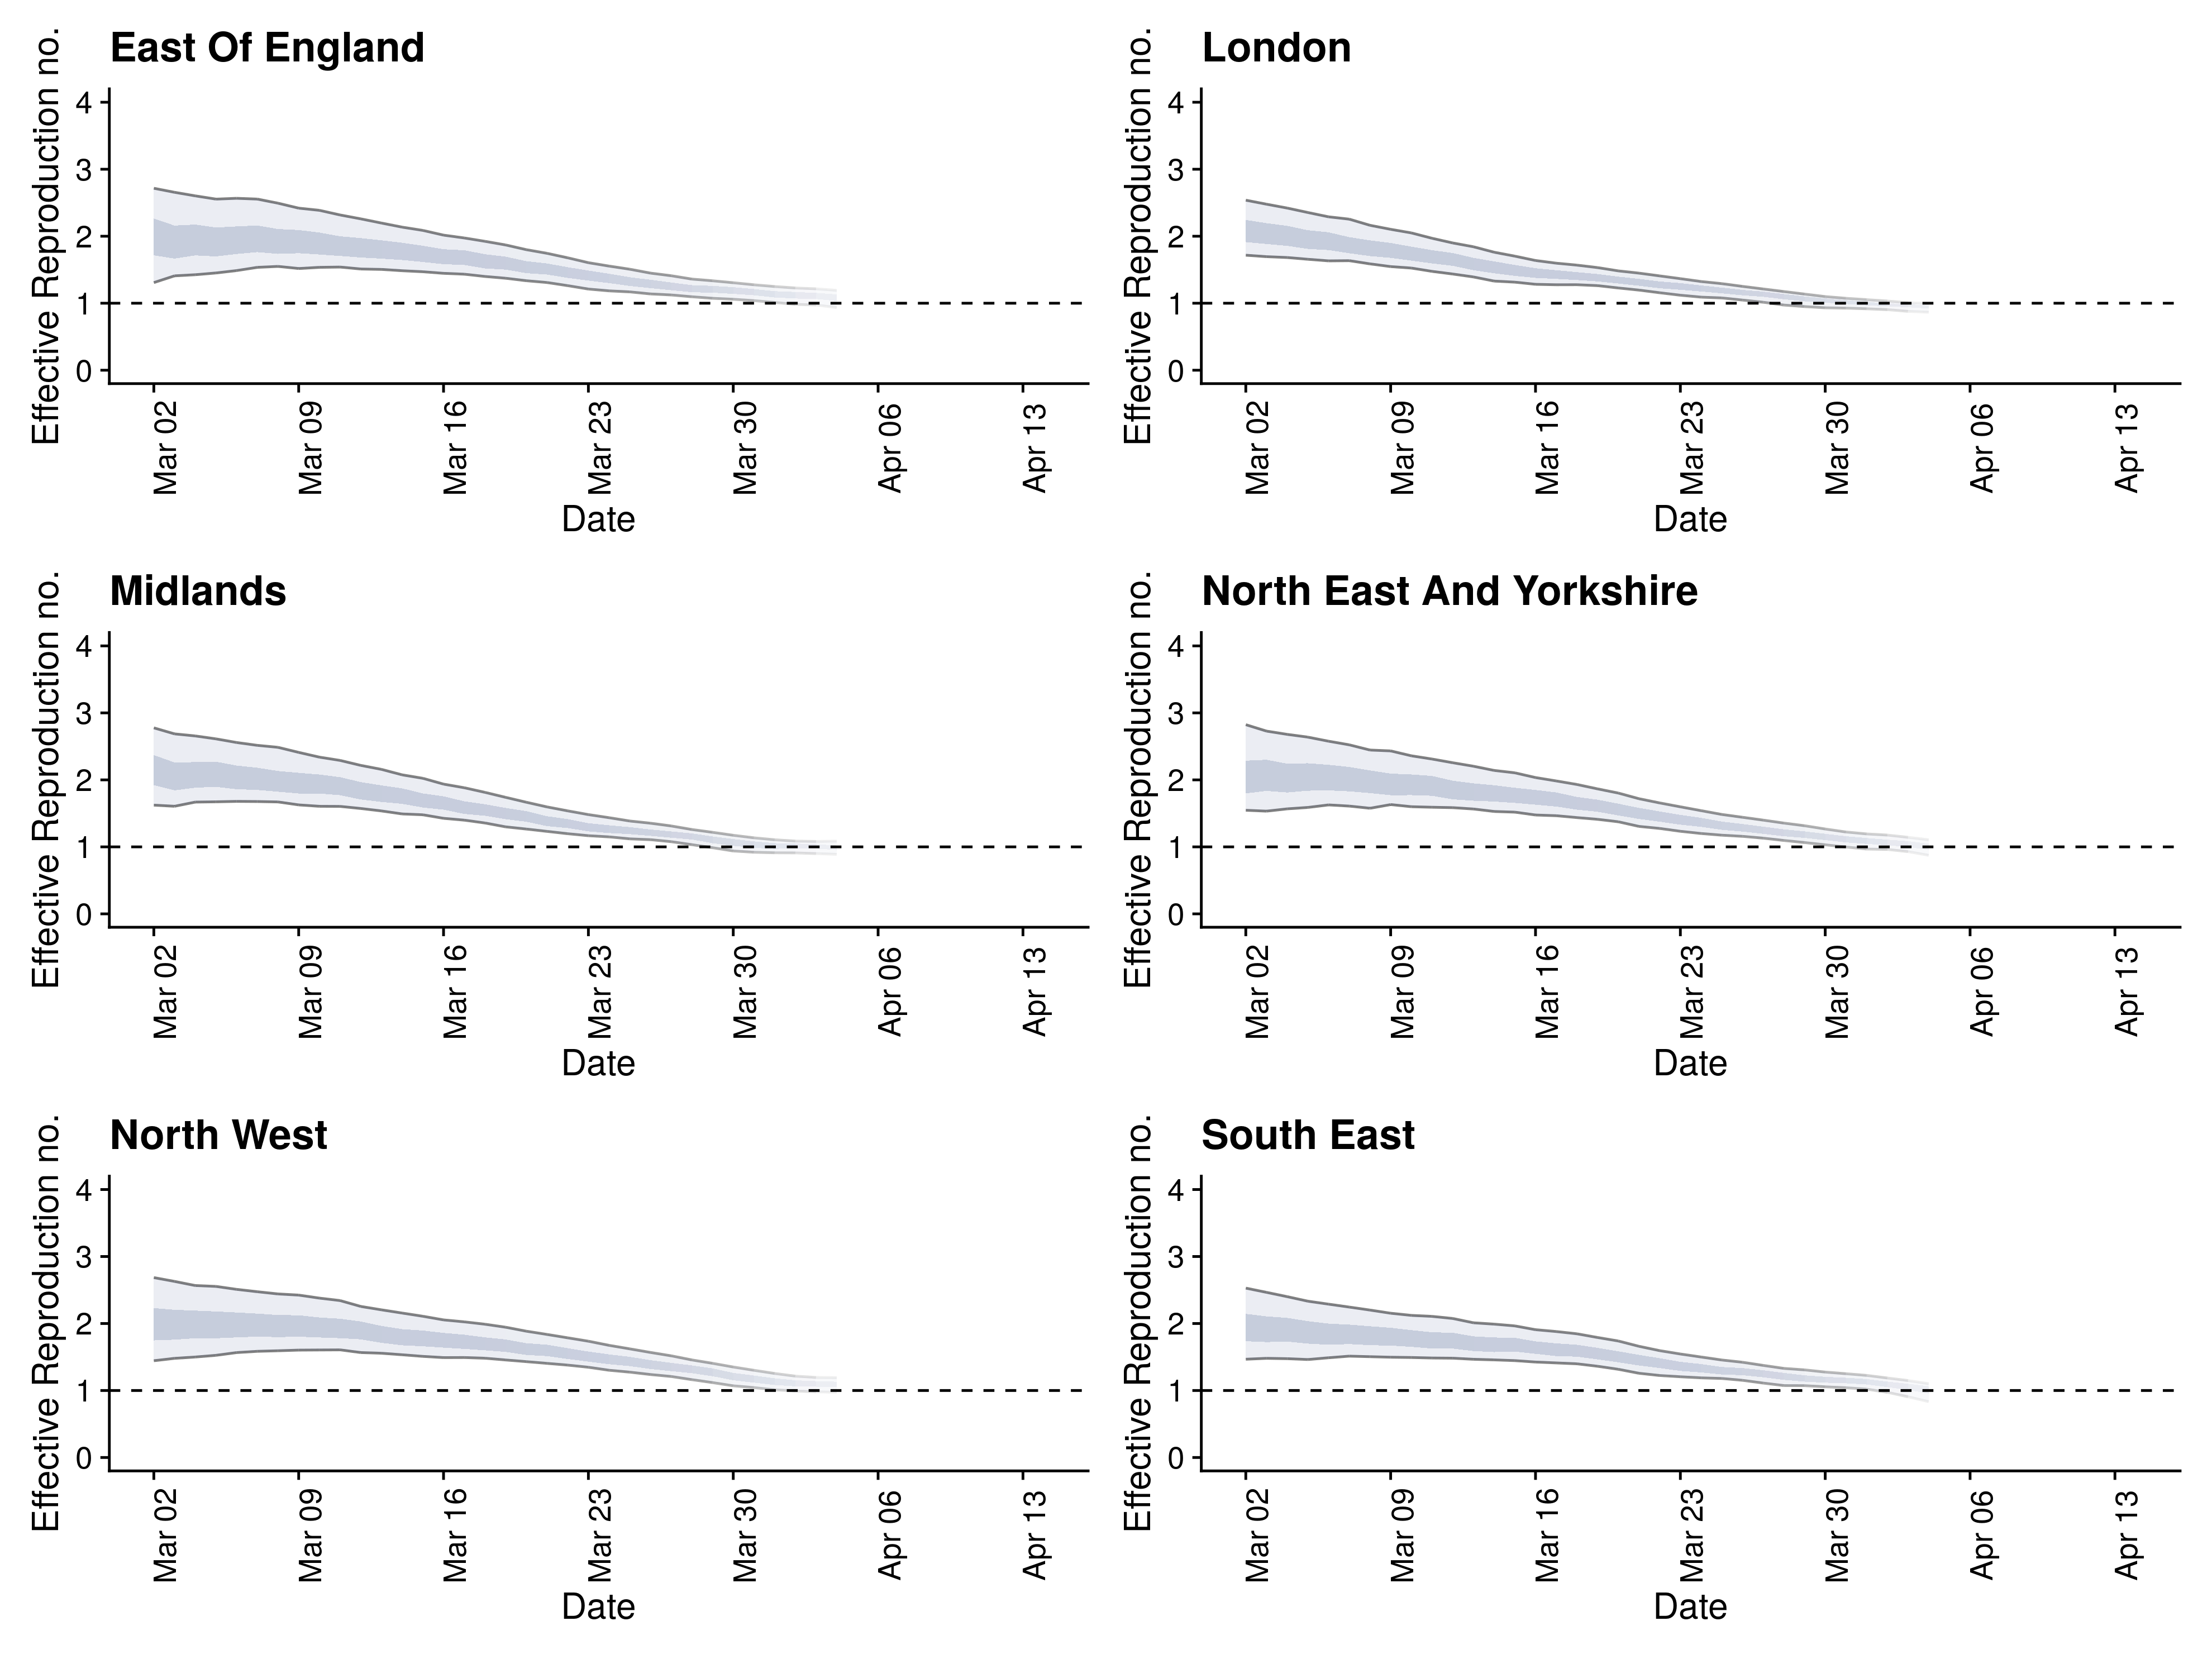 East Of England
Effective Reproduction no.
4
3
2
1
0
Mar 02
Mar 09
Mar 16
Mar 23
Mar 30
Apr 06
Apr 13
Date
London
Effective Reproduction no.
4
3
2
1
0
Mar 02
Mar 09
Mar 16
Mar 23
Mar 30
Apr 06
Apr 13
Date
Midlands
Effective Reproduction no.
4
3
2
1
0
Mar 02
Mar 09
Mar 16
Mar 23
Mar 30
Apr 06
Apr 13
Date
North East And Yorkshire
Effective Reproduction no.
4
3
2
1
0
Mar 02
Mar 09
Mar 16
Mar 23
Mar 30
Apr 06
Apr 13
Date
North West
Effective Reproduction no.
4
3
2
1
0
Mar 02
Mar 09
Mar 16
Mar 23
Mar 30
Apr 06
Apr 13
Date
South East
Effective Reproduction no.
4
3
2
1
0
Mar 02
Mar 09
Mar 16
Mar 23
Mar 30
Apr 06
Apr 13
Date